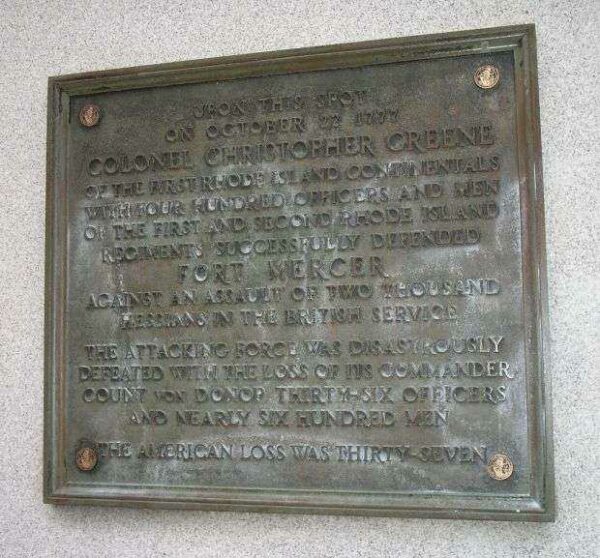 UPON THIS SPOT
ON OCTOBER 22 1777
COLONEL CHRISTOPHER GREENE
OF THE FIRST RHODE ISLAND CONTINENTALS
WITH FOUR HUNDRED OFFICERS AND MEN
OF THE FIRST AND SECOND RHODE ISLAND
REGIMENTS SUCCESSFULLY DEFENDED
FORT MERCER
AGAINST AN ASSAULT OF TWO THOUSAND
HESSIANS IN THE BRITISH SERVICE
THE ATTACKING FORCE WAS DISASTROUSLY
DEFEATED WITH THE LOSS OF ITS COMMANDER
COUNT VON DONOP THIRTY-SIX OFFICERS
AND NEARLY SIX HUNDRED MEN
THE AMERICAN LOSS WAS THIRTY-SEVEN